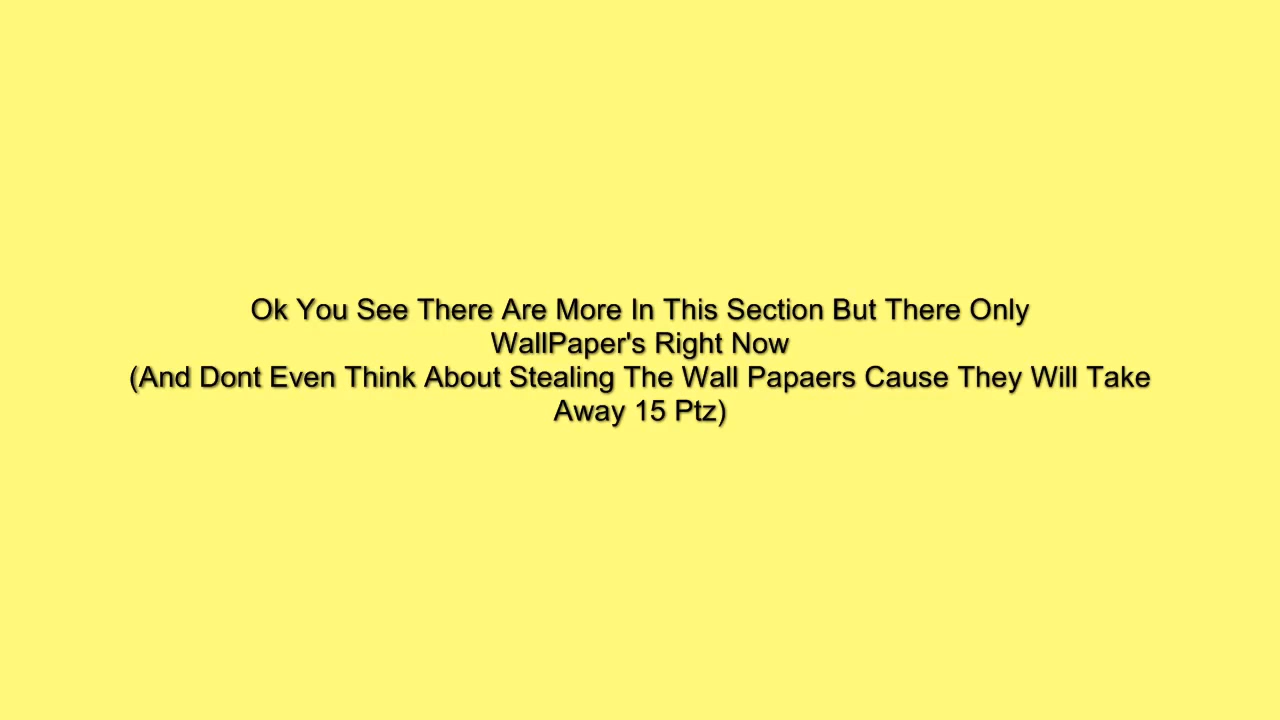 Ok You See There Are More In This Section But There Only
WallPaper's Right Now
(And Dont Even Think About Stealing The Wall Papaers Cause They Will Take
Away 15 Ptz)